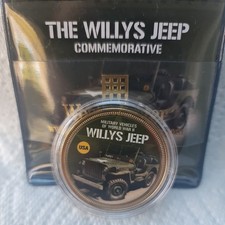 THE WILLYS JEEP
COMMEMORATIVE
MILITARY VEHICLES
OF WORLD WAR II
WILLYS JEEP
USA